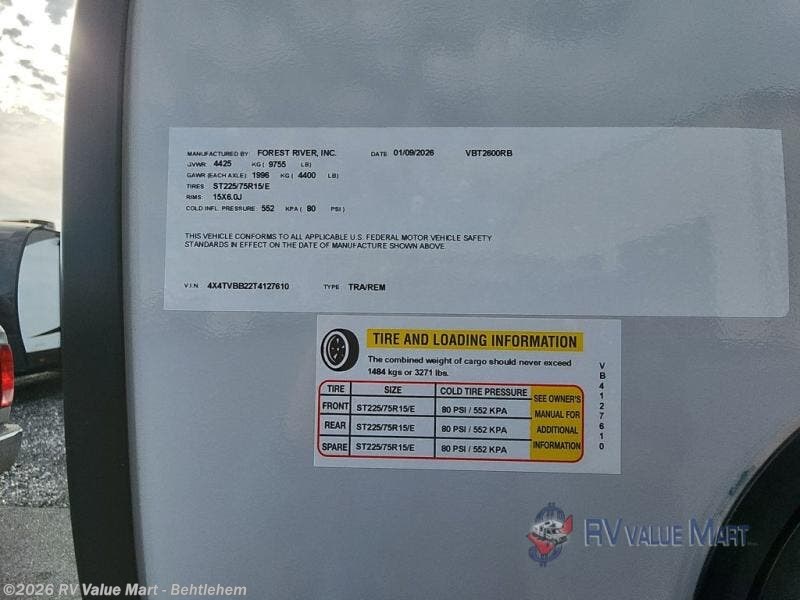 MANUFACTURED BY: FOREST RIVER, INC. DATE 01/09/2026 VBT2600RB
GVWR 4425 KG ( 9755 LB)
GAWR (EACH AXLE) 1996 KG ( 4400 LB)
TIRES ST225/75R15/E
RIMS 15X6.0J
COLD INFL. PRESSURE: 552 KPA ( 80 PSI )
THIS VEHICLE CONFORMS TO ALL APPLICABLE U.S. FEDERAL MOTOR VEHICLE SAFETY
STANDARDS IN EFFECT ON THE DATE OF MANUFACTURE SHOWN ABOVE.
V.I.N. 4X4TVBB22T4127610 TYPE TRA/REM
TIRE AND LOADING INFORMATION
The combined weight of cargo should never exceed
1484 kgs or 3271 lbs.
TIRE SIZE COLD TIRE PRESSURE
FRONT ST225/75R15/E 80 PSI / 552 KPA
REAR ST225/75R15/E 80 PSI / 552 KPA
SPARE ST225/75R15/E 80 PSI / 552 KPA
SEE OWNER'S
MANUAL FOR
ADDITIONAL
INFORMATION
VB4127610
RV VALUE MART
©2026 RV Value Mart - Behtlehem